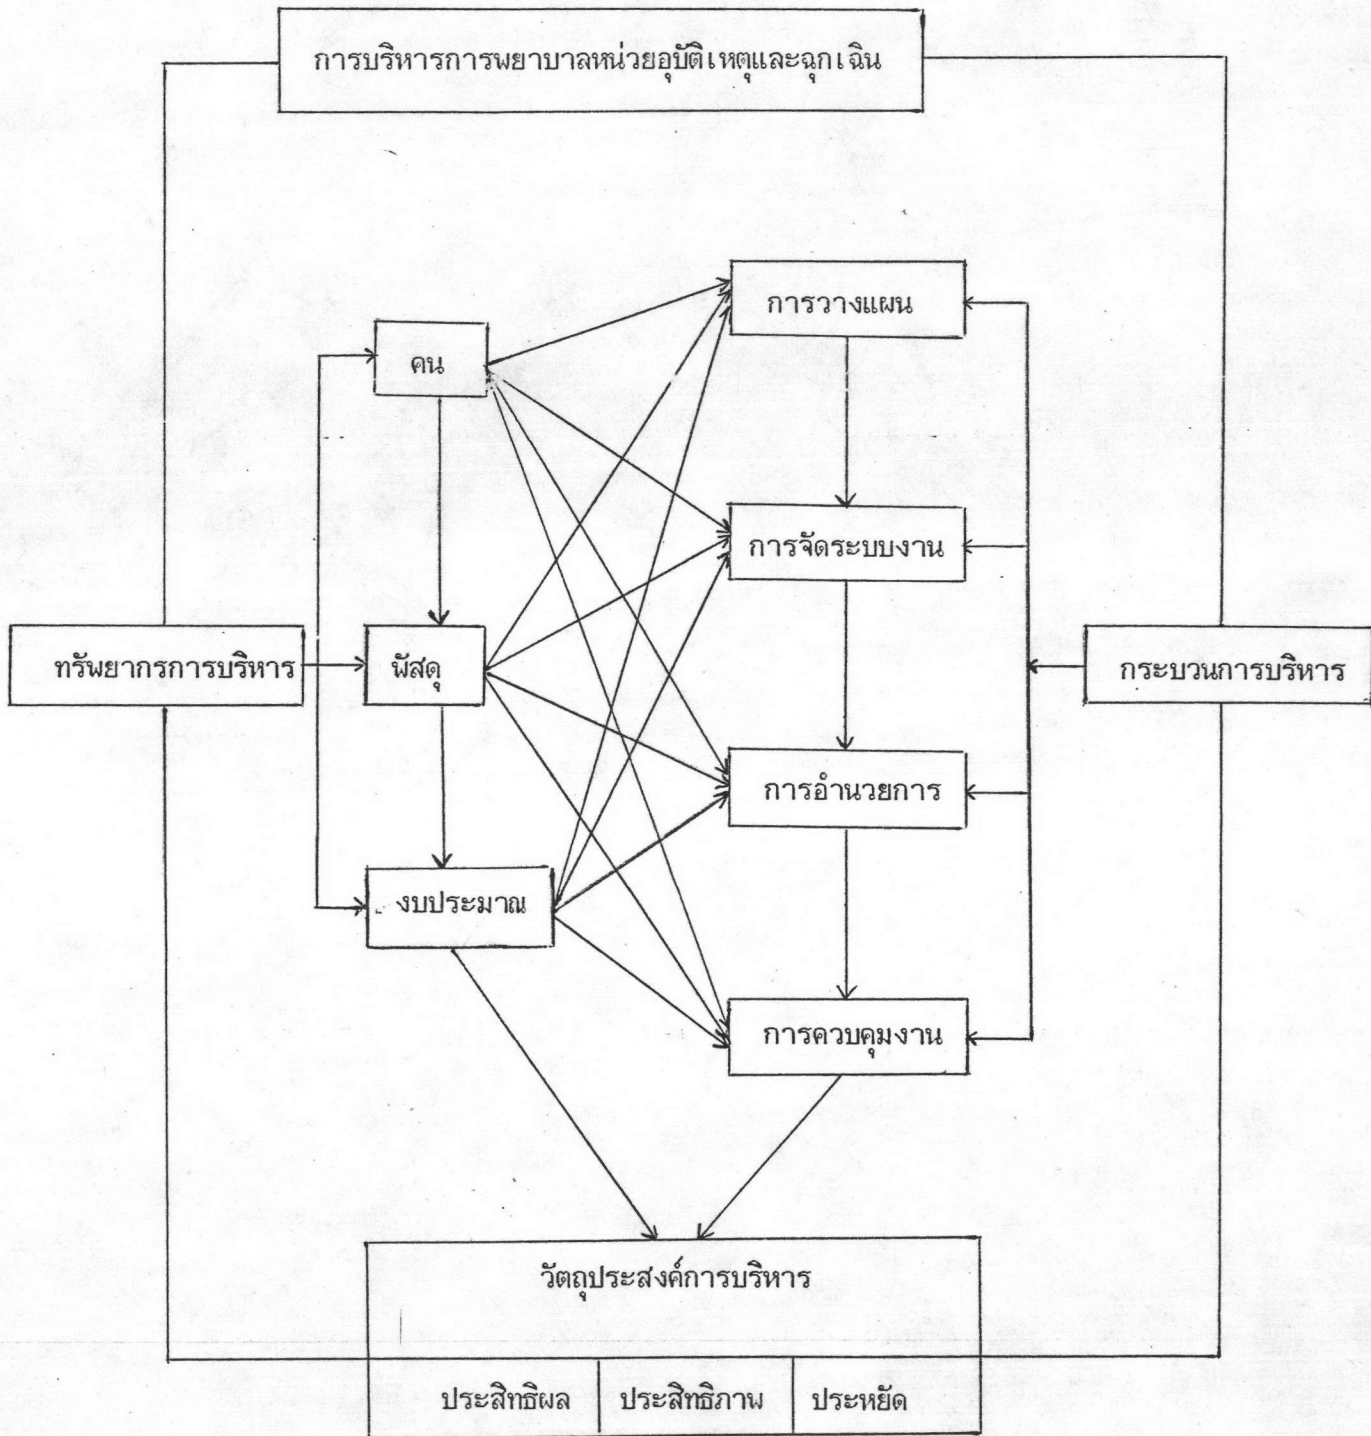 การบริหารการพยาบาลหน่วยอุบัติเหตุและฉุกเฉิน
การวางแผน
คน
การจัดระบบงาน
ทรัพยากรการบริหาร
พัสดุ
กระบวนการบริหาร
การอำนวยการ
งบประมาณ
การควบคุมงาน
วัตถุประสงค์การบริหาร
ประสิทธิผล
ประสิทธิภาพ
ประหยัด